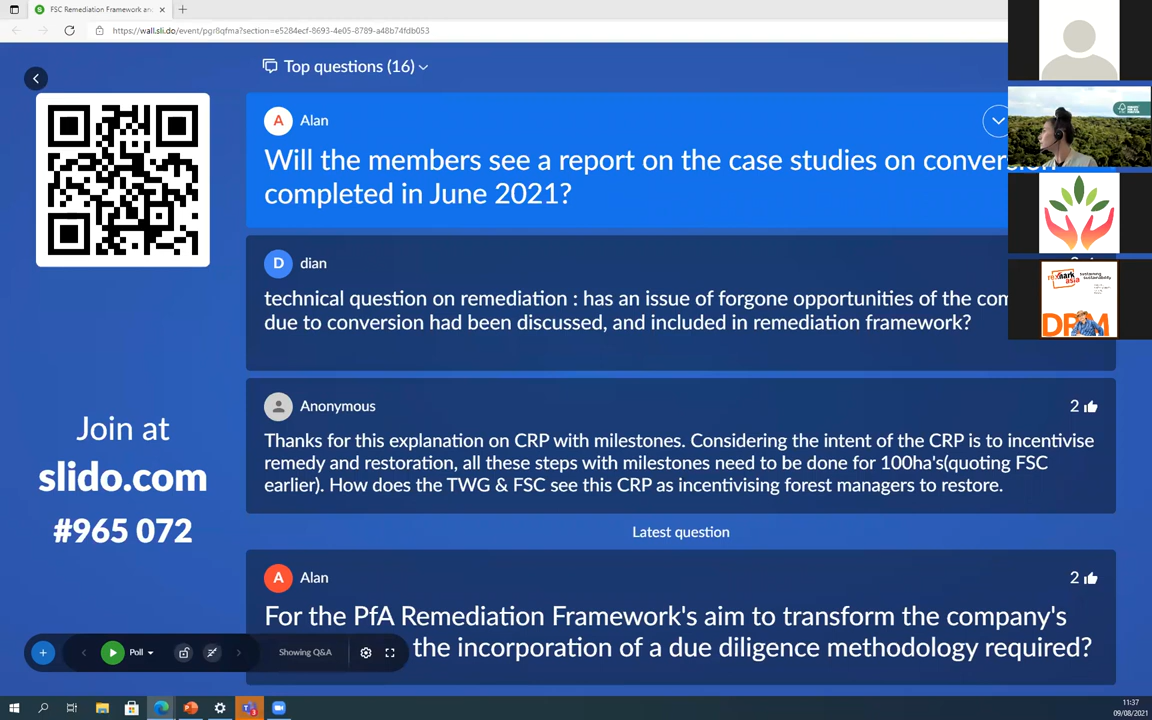 FSC Remediation Framework an
https://wall.sli.do/event/pgr8qfma?section=e5284ecf-8693-4e05-8789-a48b74fdb053
Top questions (16)
A Alan
Will the members see a report on the case studies on conversion
completed in June 2021?
D dian
technical question on remediation : has an issue of forgone opportunities of the com
due to conversion had been discussed, and included in remediation framework?
Anonymous
2
Thanks for this explanation on CRP with milestones. Considering the intent of the CRP is to incentivise
remedy and restoration, all these steps with milestones need to be done for 100ha's(quoting FSC
earlier). How does the TWG & FSC see this CRP as incentivising forest managers to restore.
Latest question
A Alan
2
For the PfA Remediation Framework's aim to transform the company's
the incorporation of a due diligence methodology required?
Join at
slido.com
#965 072
Poll
Showing Q&A
remark
asia
sustaining
sustainability
11:37
09/08/2021